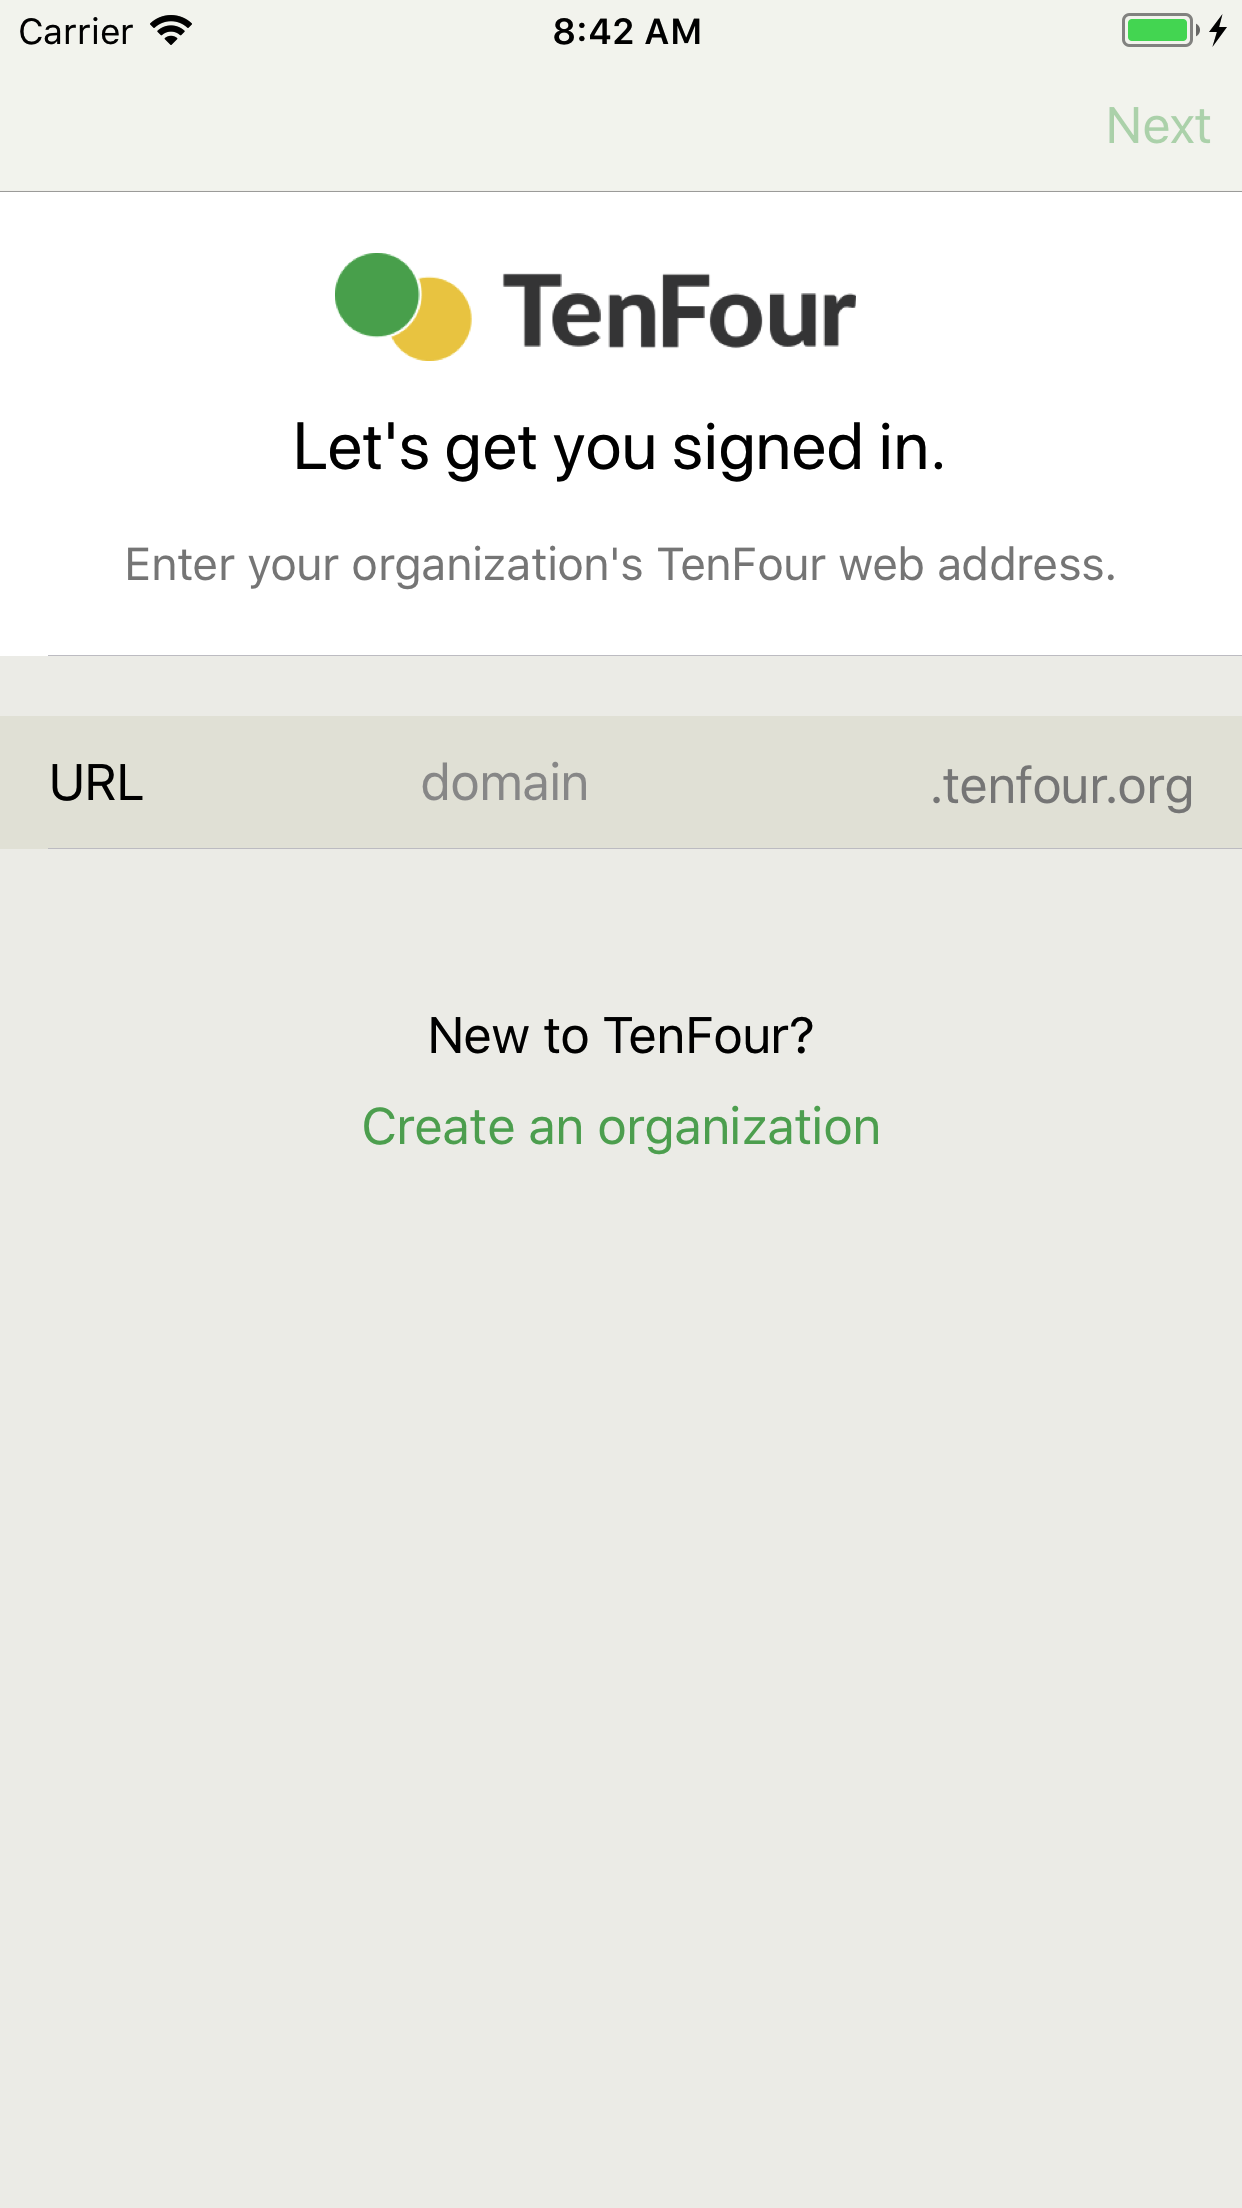 Carrier 8:42 AM
Next
TenFour
Let's get you signed in.
Enter your organization's TenFour web address.
URL domain .tenfour.org
New to TenFour?
Create an organization